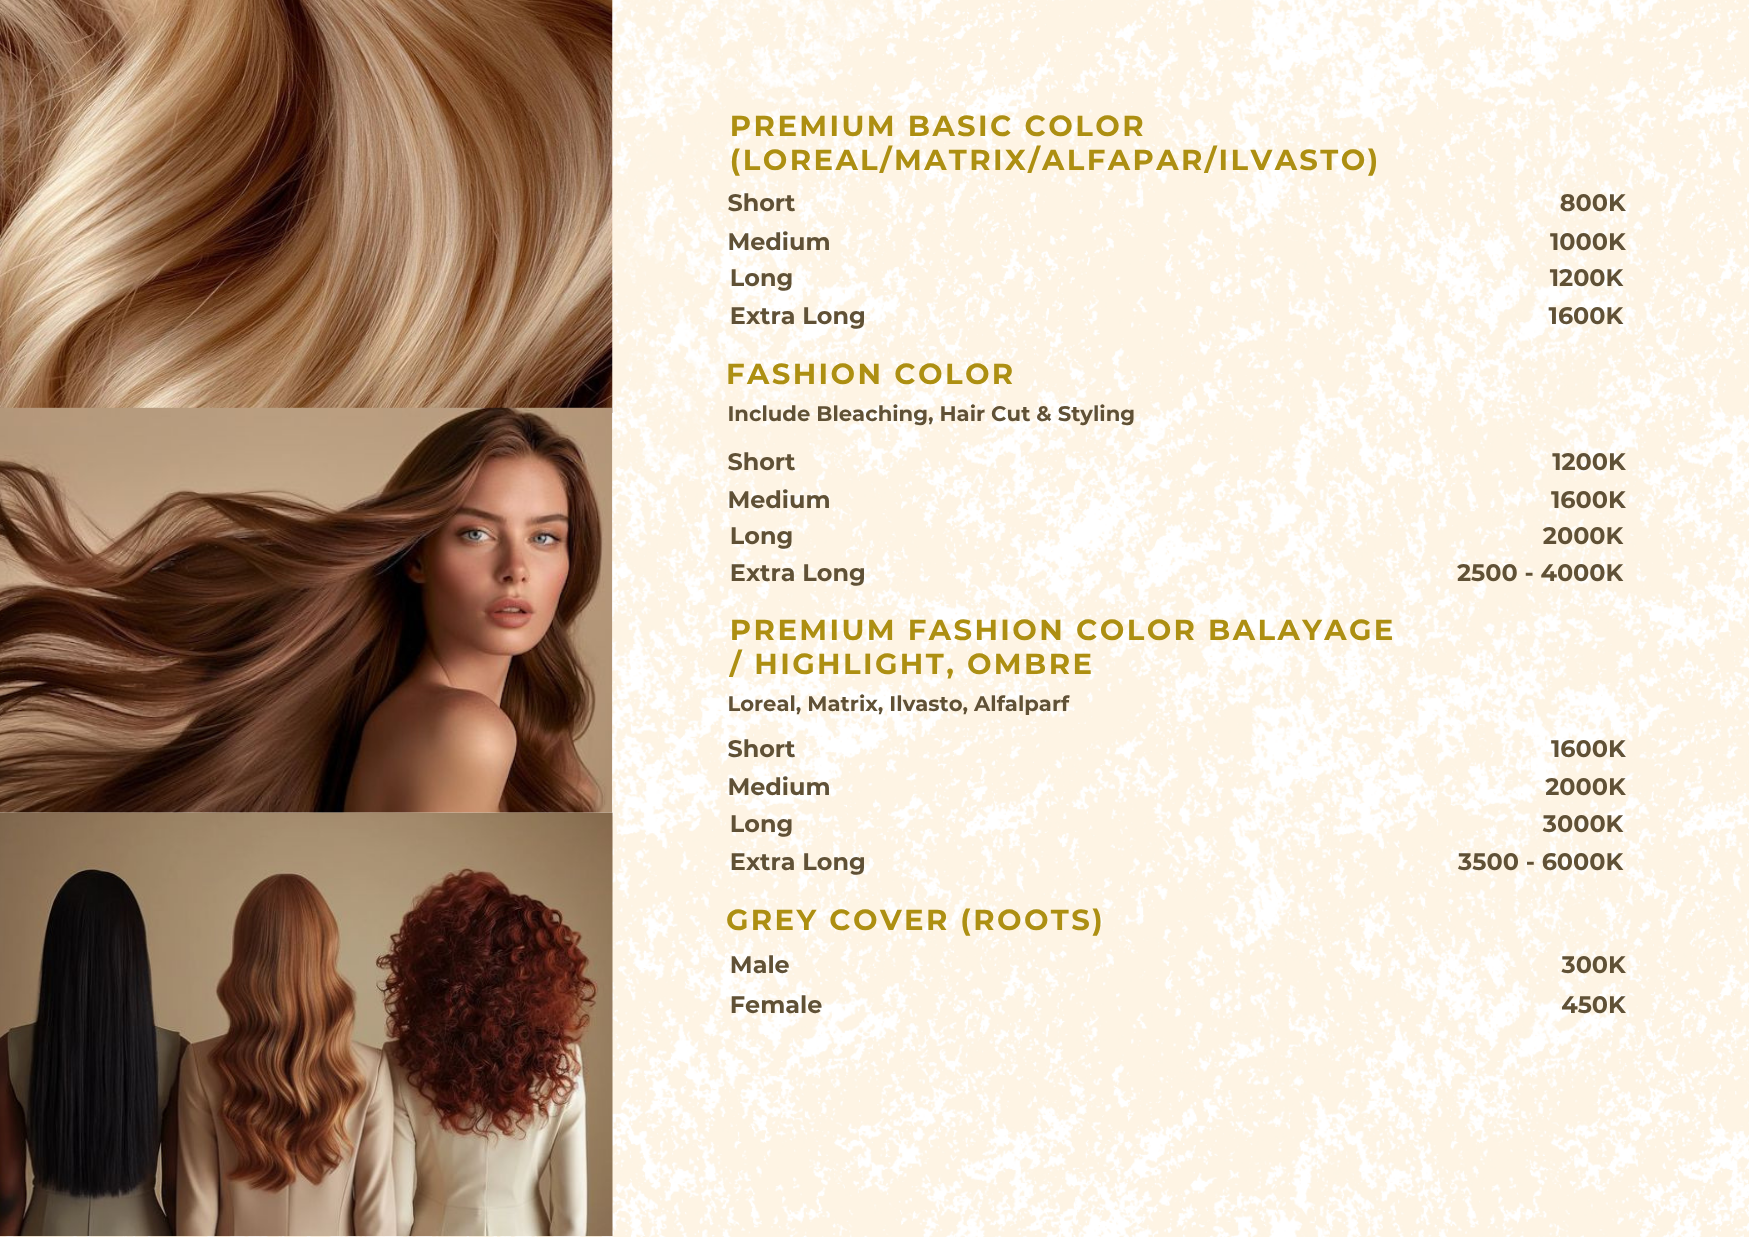 PREMIUM BASIC COLOR
(LOREAL/MATRIX/ALFAPAR/ILVASTO)
Short 800K
Medium 1000K
Long 1200K
Extra Long 1600K
FASHION COLOR
Include Bleaching, Hair Cut & Styling
Short 1200K
Medium 1600K
Long 2000K
Extra Long 2500 - 4000K
PREMIUM FASHION COLOR BALAYAGE
/ HIGHLIGHT, OMBRE
Loreal, Matrix, Ilvasto, Alfalparf
Short 1600K
Medium 2000K
Long 3000K
Extra Long 3500 - 6000K
GREY COVER (ROOTS)
Male 300K
Female 450K